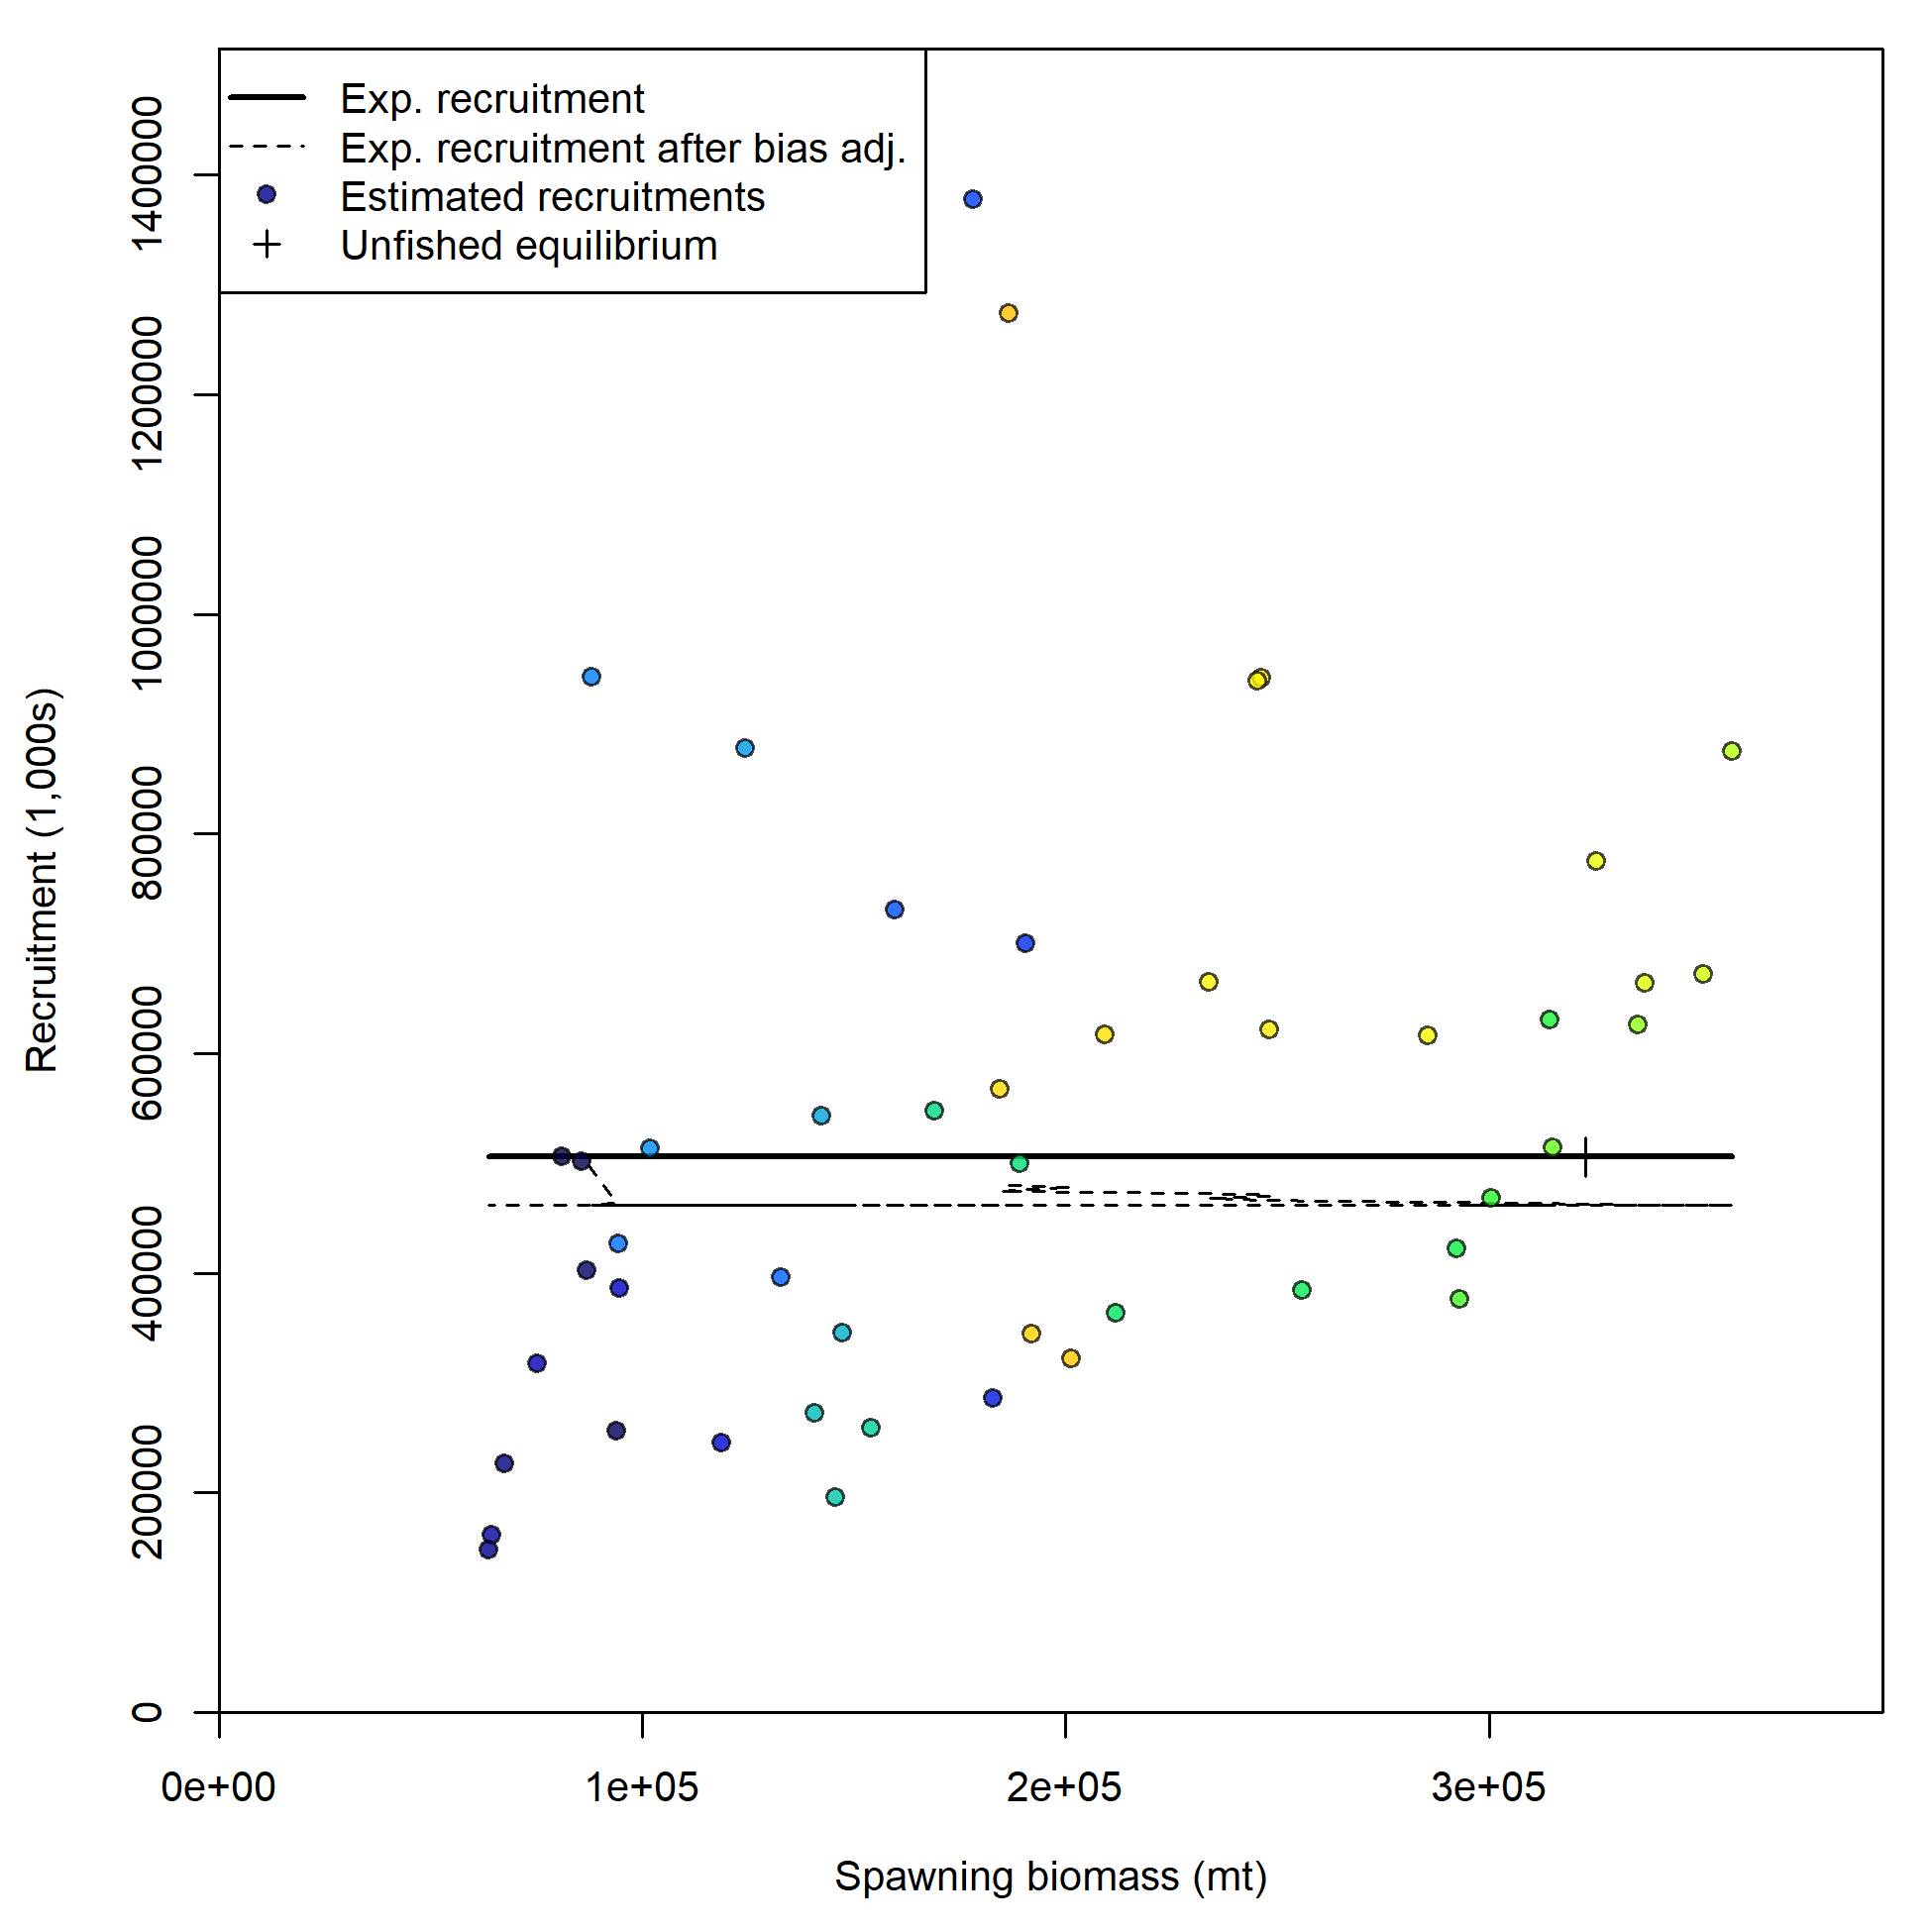 Exp. recruitment
Exp. recruitment after bias adj.
Estimated recruitments
Unfished equilibrium
Recruitment (1,000s)
1400000
1200000
1000000
800000
600000
400000
200000
0
0e+00 1e+05 2e+05 3e+05
Spawning biomass (mt)